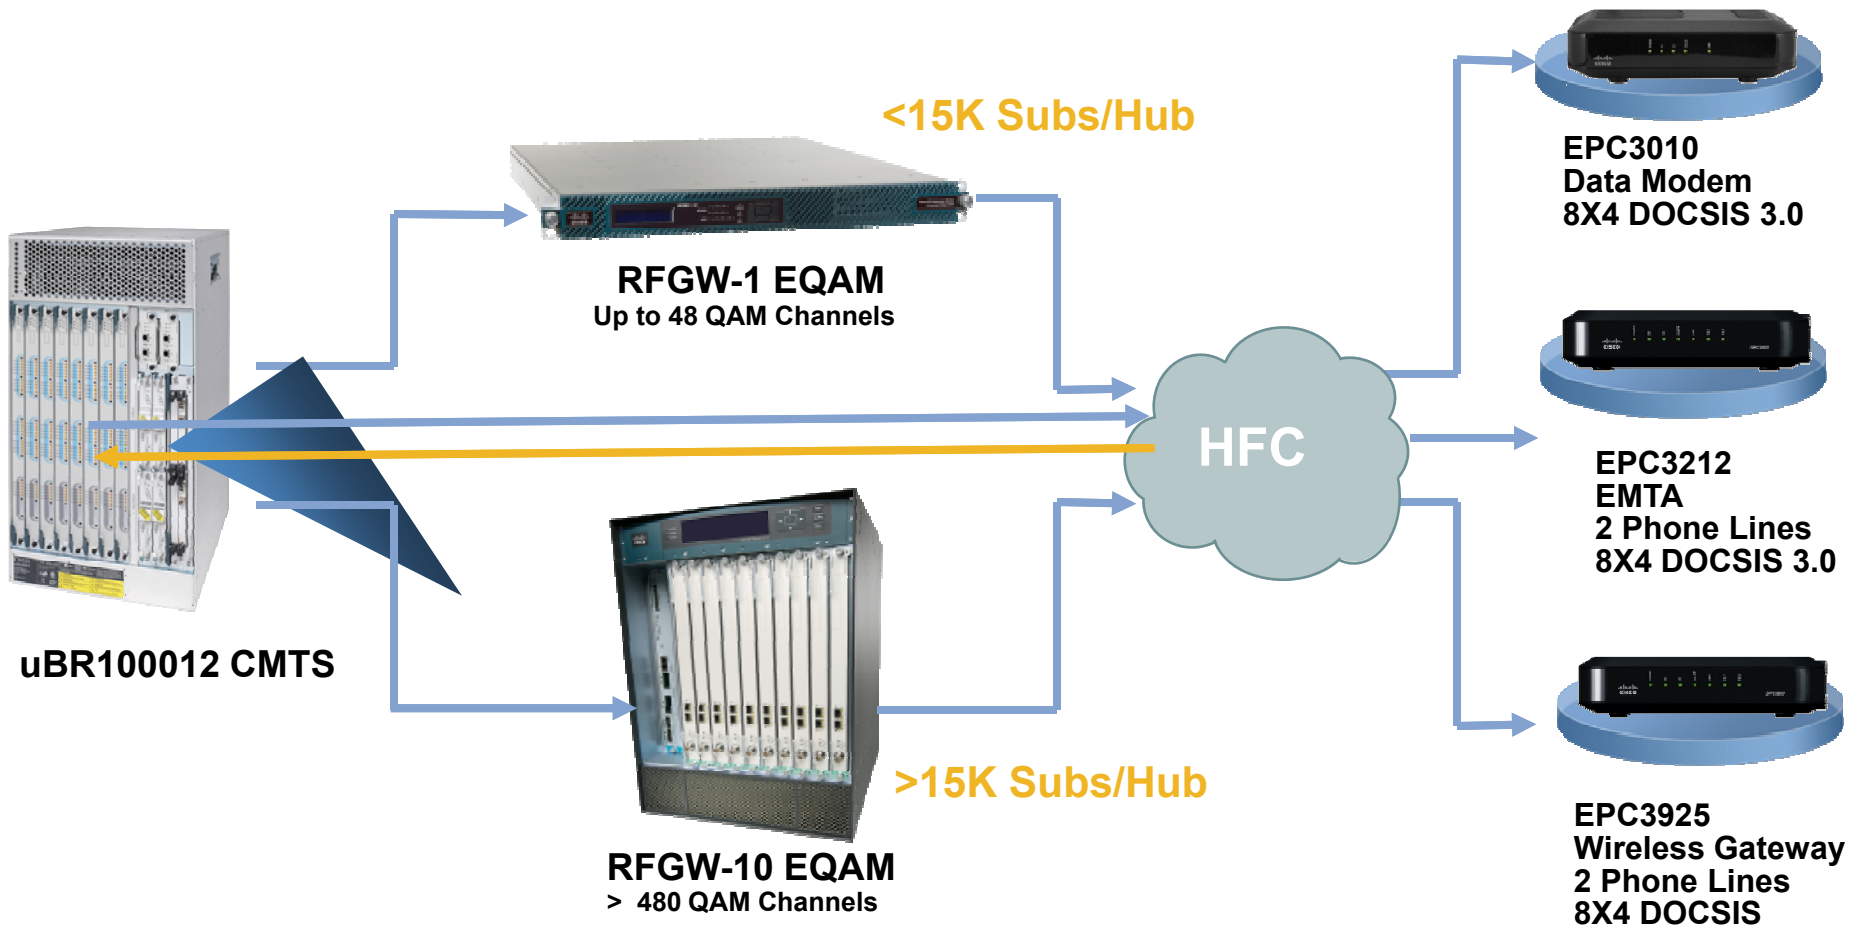 <15K Subs/Hub
EPC3010
Data Modem
8X4 DOCSIS 3.0
RFGW-1 EQAM
Up to 48 QAM Channels
HFC
EPC3212
EMTA
2 Phone Lines
8X4 DOCSIS 3.0
uBR100012 CMTS
>15K Subs/Hub
RFGW-10 EQAM
> 480 QAM Channels
EPC3925
Wireless Gateway
2 Phone Lines
8X4 DOCSIS